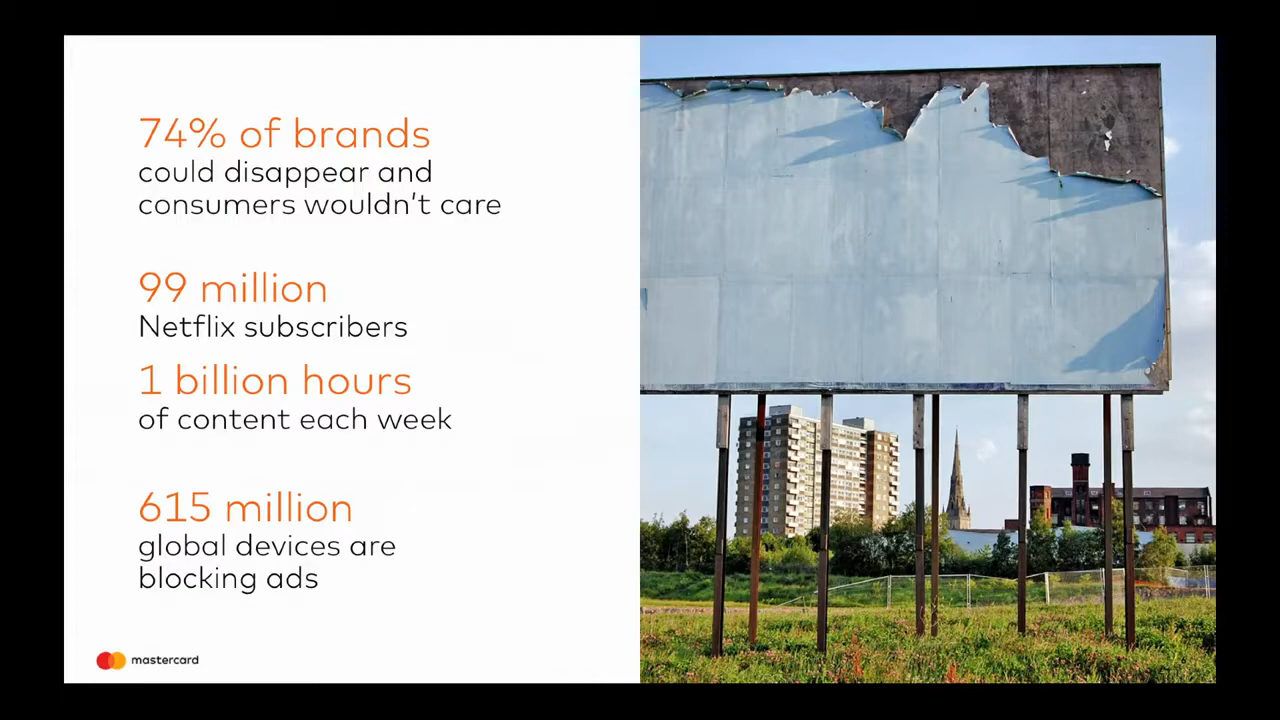 74% of brands
could disappear and
consumers wouldn't care
99 million
Netflix subscribers
1 billion hours
of content each week
615 million
global devices are
blocking ads
mastercard